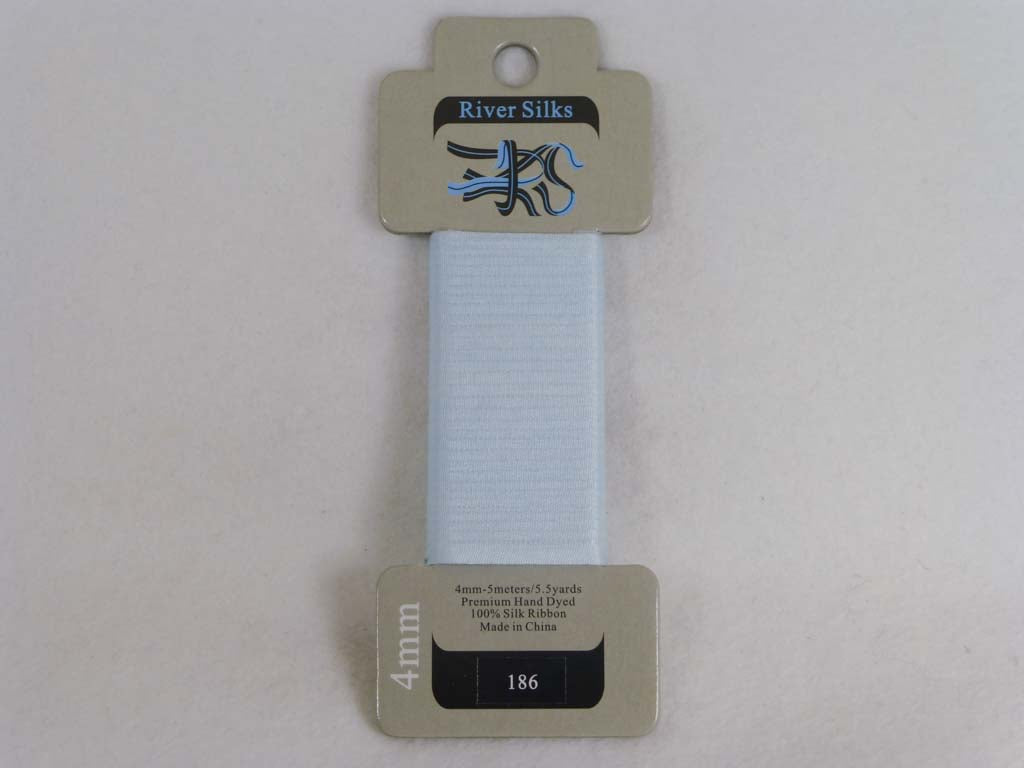 River Silks
4mm-5meters/5.5yards
Premium Hand Dyed
100% Silk Ribbon
Made in China
4mm
186